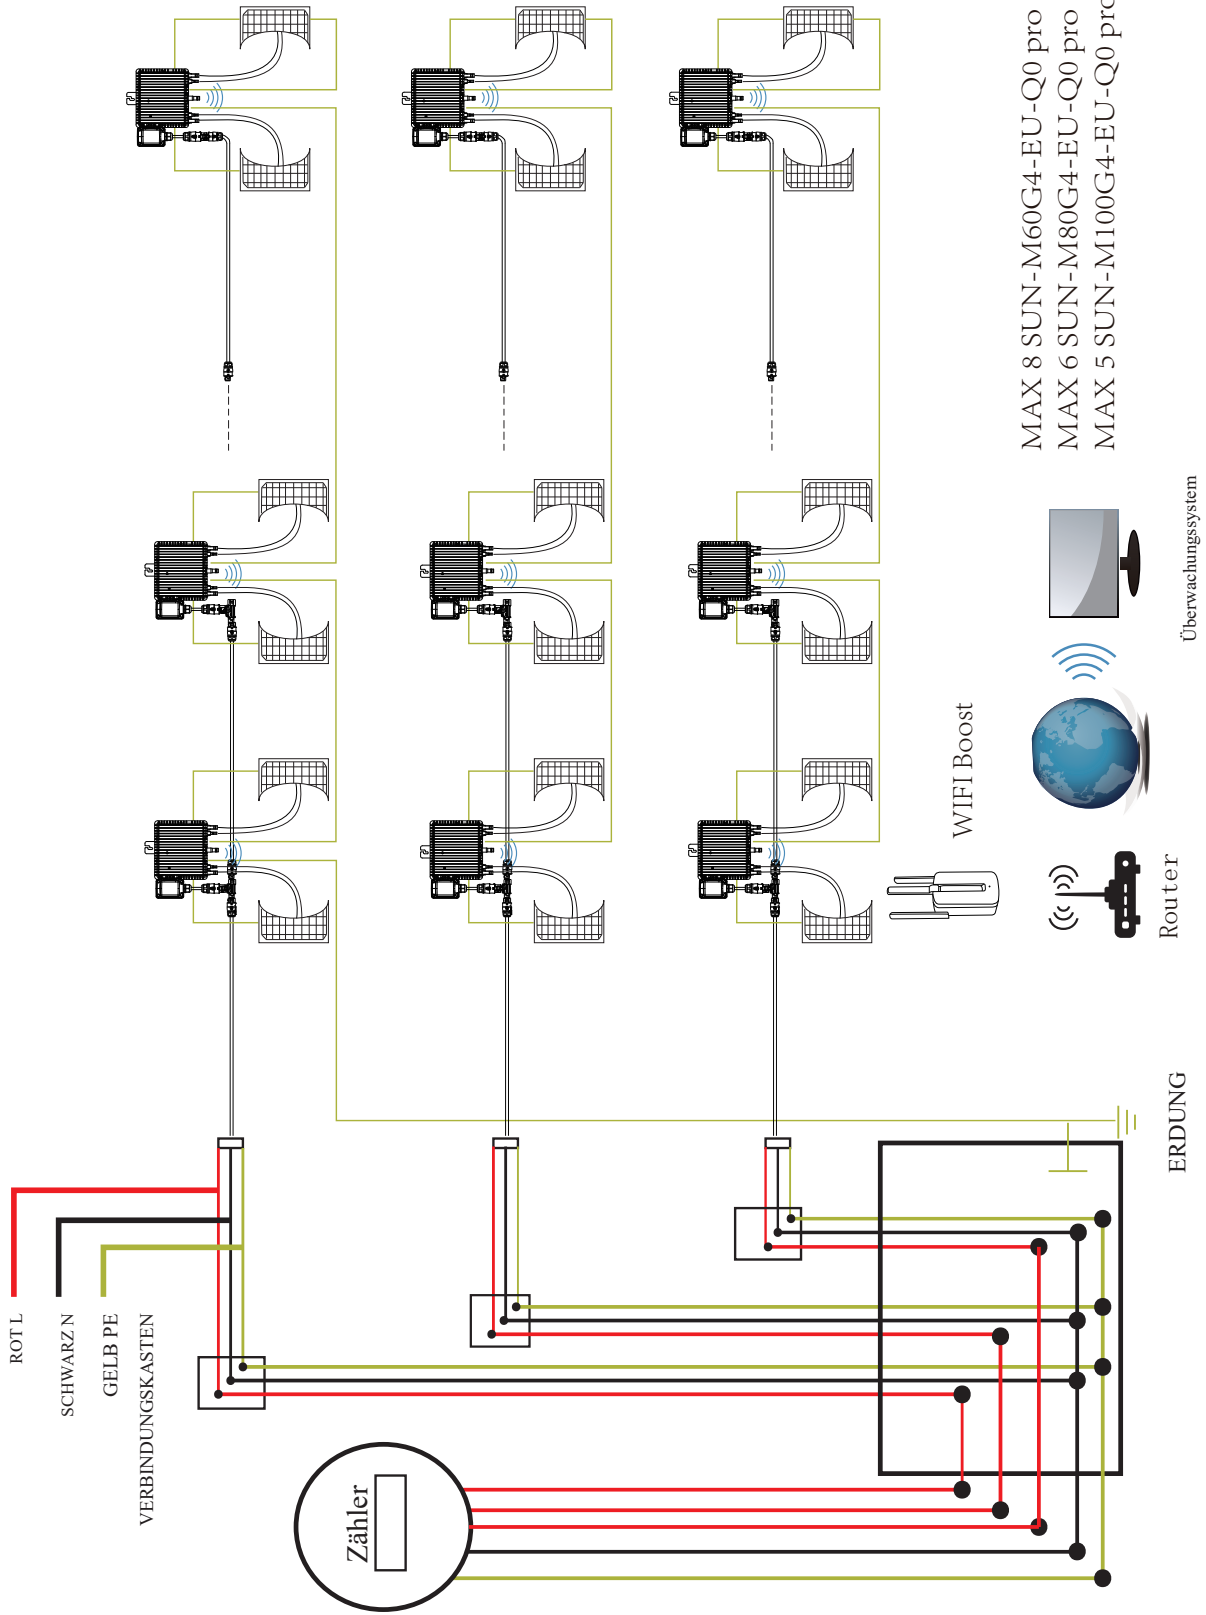 ROT L
SCHWARZ N
GELB PE
VERBINDUNGSKASTEN
Zähler
WIFI Boost
Router
ERDUNG
Überwachungssystem
MAX 8 SUN-M60G4-EU-Q0 pro
MAX 6 SUN-M80G4-EU-Q0 pro
MAX 5 SUN-M100G4-EU-Q0 pro